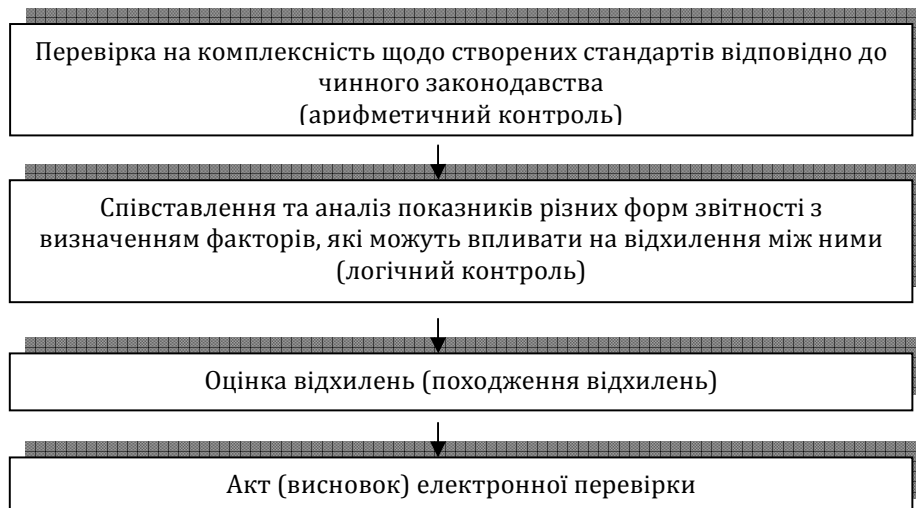 Перевірка на комплексність щодо створених стандартів відповідно до
чинного законодавства
(арифметичний контроль)
Співставлення та аналіз показників різних форм звітності з
визначенням факторів, які можуть впливати на відхилення між ними
(логічний контроль)
Оцінка відхилень (походження відхилень)
Акт (висновок) електронної перевірки